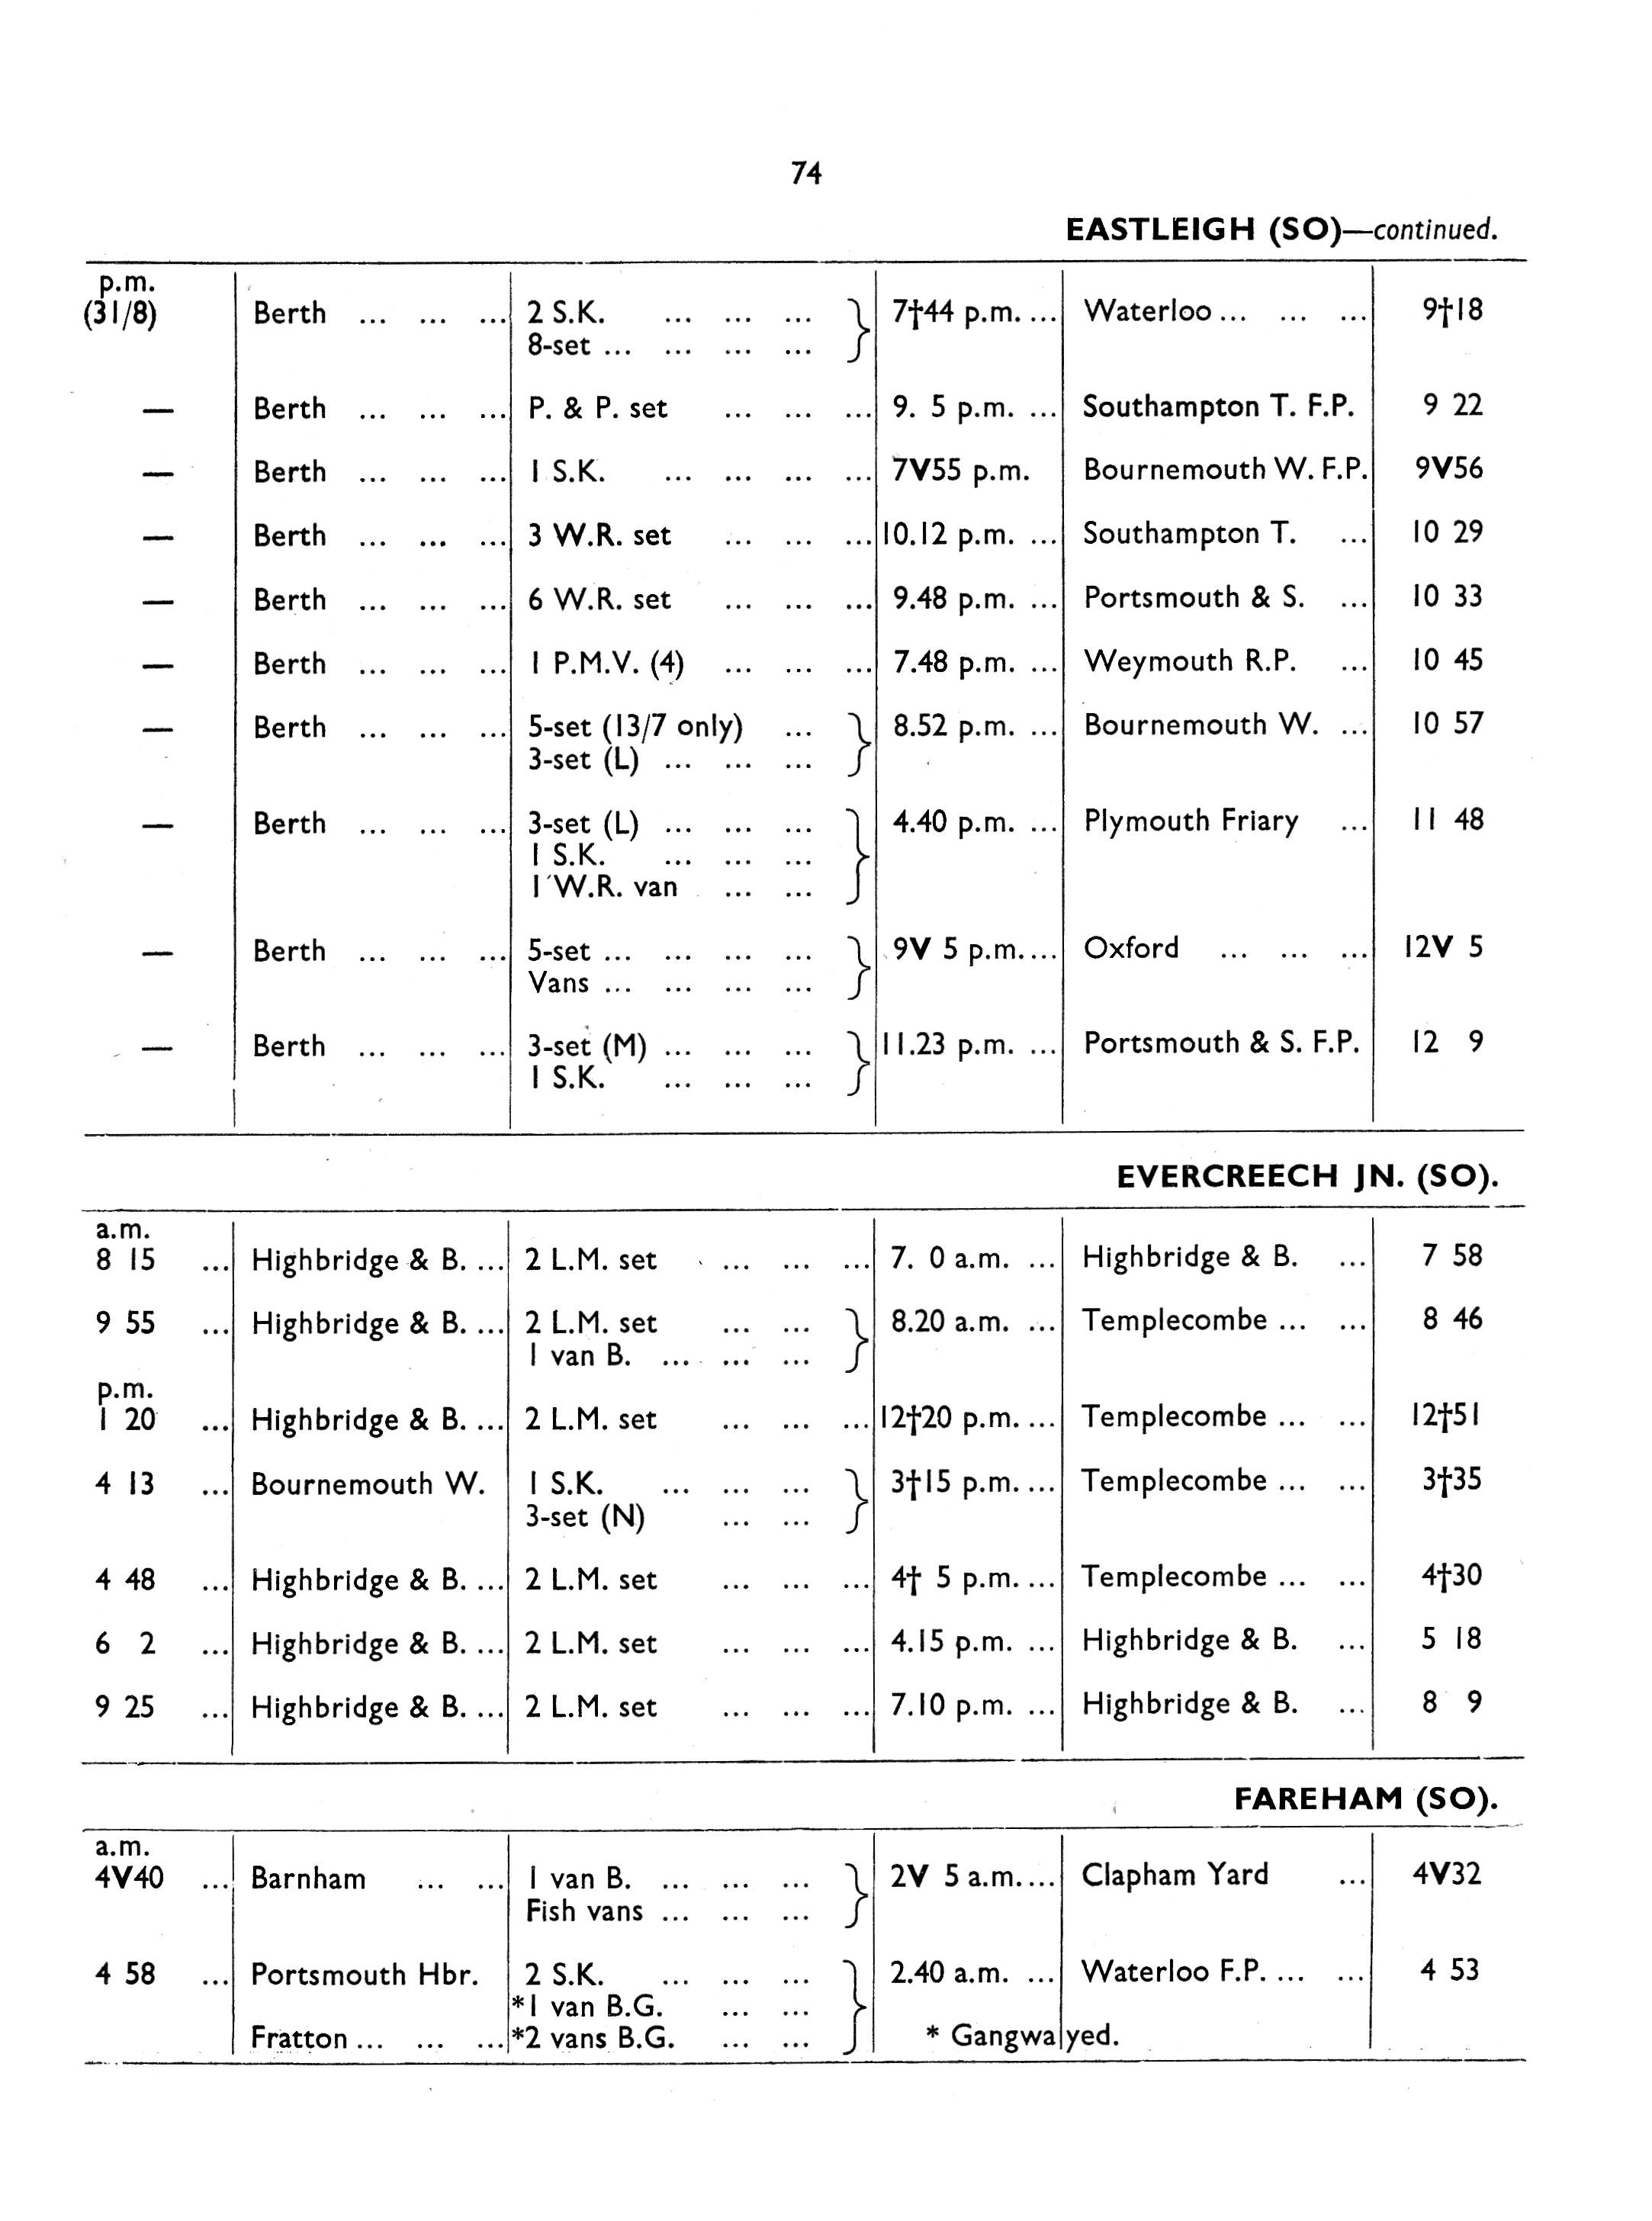 74
EASTLEIGH (SO)—continued.
p.m.
(31/8) Berth ... ... ... 2 S.K. ... ... ... 7†44 p.m. ... Waterloo ... ... ... 9†18
8-set ... ... ... ...
— Berth ... ... ... P. & P. set ... ... ... 9. 5 p.m. ... Southampton T. F.P. 9 22
— Berth ... ... ... 1 S.K. ... ... ... ... 7V55 p.m. Bournemouth W. F.P. 9V56
— Berth ... ... ... 3 W.R. set ... ... ... 10.12 p.m. ... Southampton T. ... 10 29
— Berth ... ... ... 6 W.R. set ... ... ... 9.48 p.m. ... Portsmouth & S. ... 10 33
— Berth ... ... ... 1 P.M.V. (4) ... ... ... 7.48 p.m. ... Weymouth R.P. ... 10 45
— Berth ... ... ... 5-set (13/7 only) ... 8.52 p.m. ... Bournemouth W. ... 10 57
3-set (L) ... ... ...
— Berth ... ... ... 3-set (L) ... ... ... 4.40 p.m. ... Plymouth Friary ... 11 48
1 S.K. ... ... ...
1 W.R. van ... ...
— Berth ... ... ... 5-set ... ... ... ... 9V 5 p.m. ... Oxford ... ... ... 12V 5
Vans ... ... ... ...
— Berth ... ... ... 3-set (M) ... ... ... 11.23 p.m. ... Portsmouth & S. F.P. 12 9
1 S.K. ... ... ...
EVERCREECH JN. (SO).
a.m.
8 15 ... Highbridge & B. ... 2 L.M. set ... ... ... 7. 0 a.m. ... Highbridge & B. ... 7 58
9 55 ... Highbridge & B. ... 2 L.M. set ... ... 8.20 a.m. ... Templecombe ... ... 8 46
1 van B. ... ... ...
p.m.
1 20 ... Highbridge & B. ... 2 L.M. set ... ... ... 12†20 p.m. ... Templecombe ... ... 12†51
4 13 ... Bournemouth W. 1 S.K. ... ... ... 3†15 p.m. ... Templecombe ... ... 3†35
3-set (N) ... ...
4 48 ... Highbridge & B. ... 2 L.M. set ... ... ... 4† 5 p.m. ... Templecombe ... ... 4†30
6 2 ... Highbridge & B. ... 2 L.M. set ... ... ... 4.15 p.m. ... Highbridge & B. ... 5 18
9 25 ... Highbridge & B. ... 2 L.M. set ... ... ... 7.10 p.m. ... Highbridge & B. ... 8 9
FAREHAM (SO).
a.m.
4V40 ... Barnham ... ... 1 van B. ... ... ... 2V 5 a.m. ... Clapham Yard ... 4V32
Fish vans ... ... ...
4 58 ... Portsmouth Hbr. 2 S.K. ... ... ... 2.40 a.m. ... Waterloo F.P. ... ... 4 53
*1 van B.G. ... ...
Fratton ... ... ... *2 vans B.G. ... ... * Gangwayed.